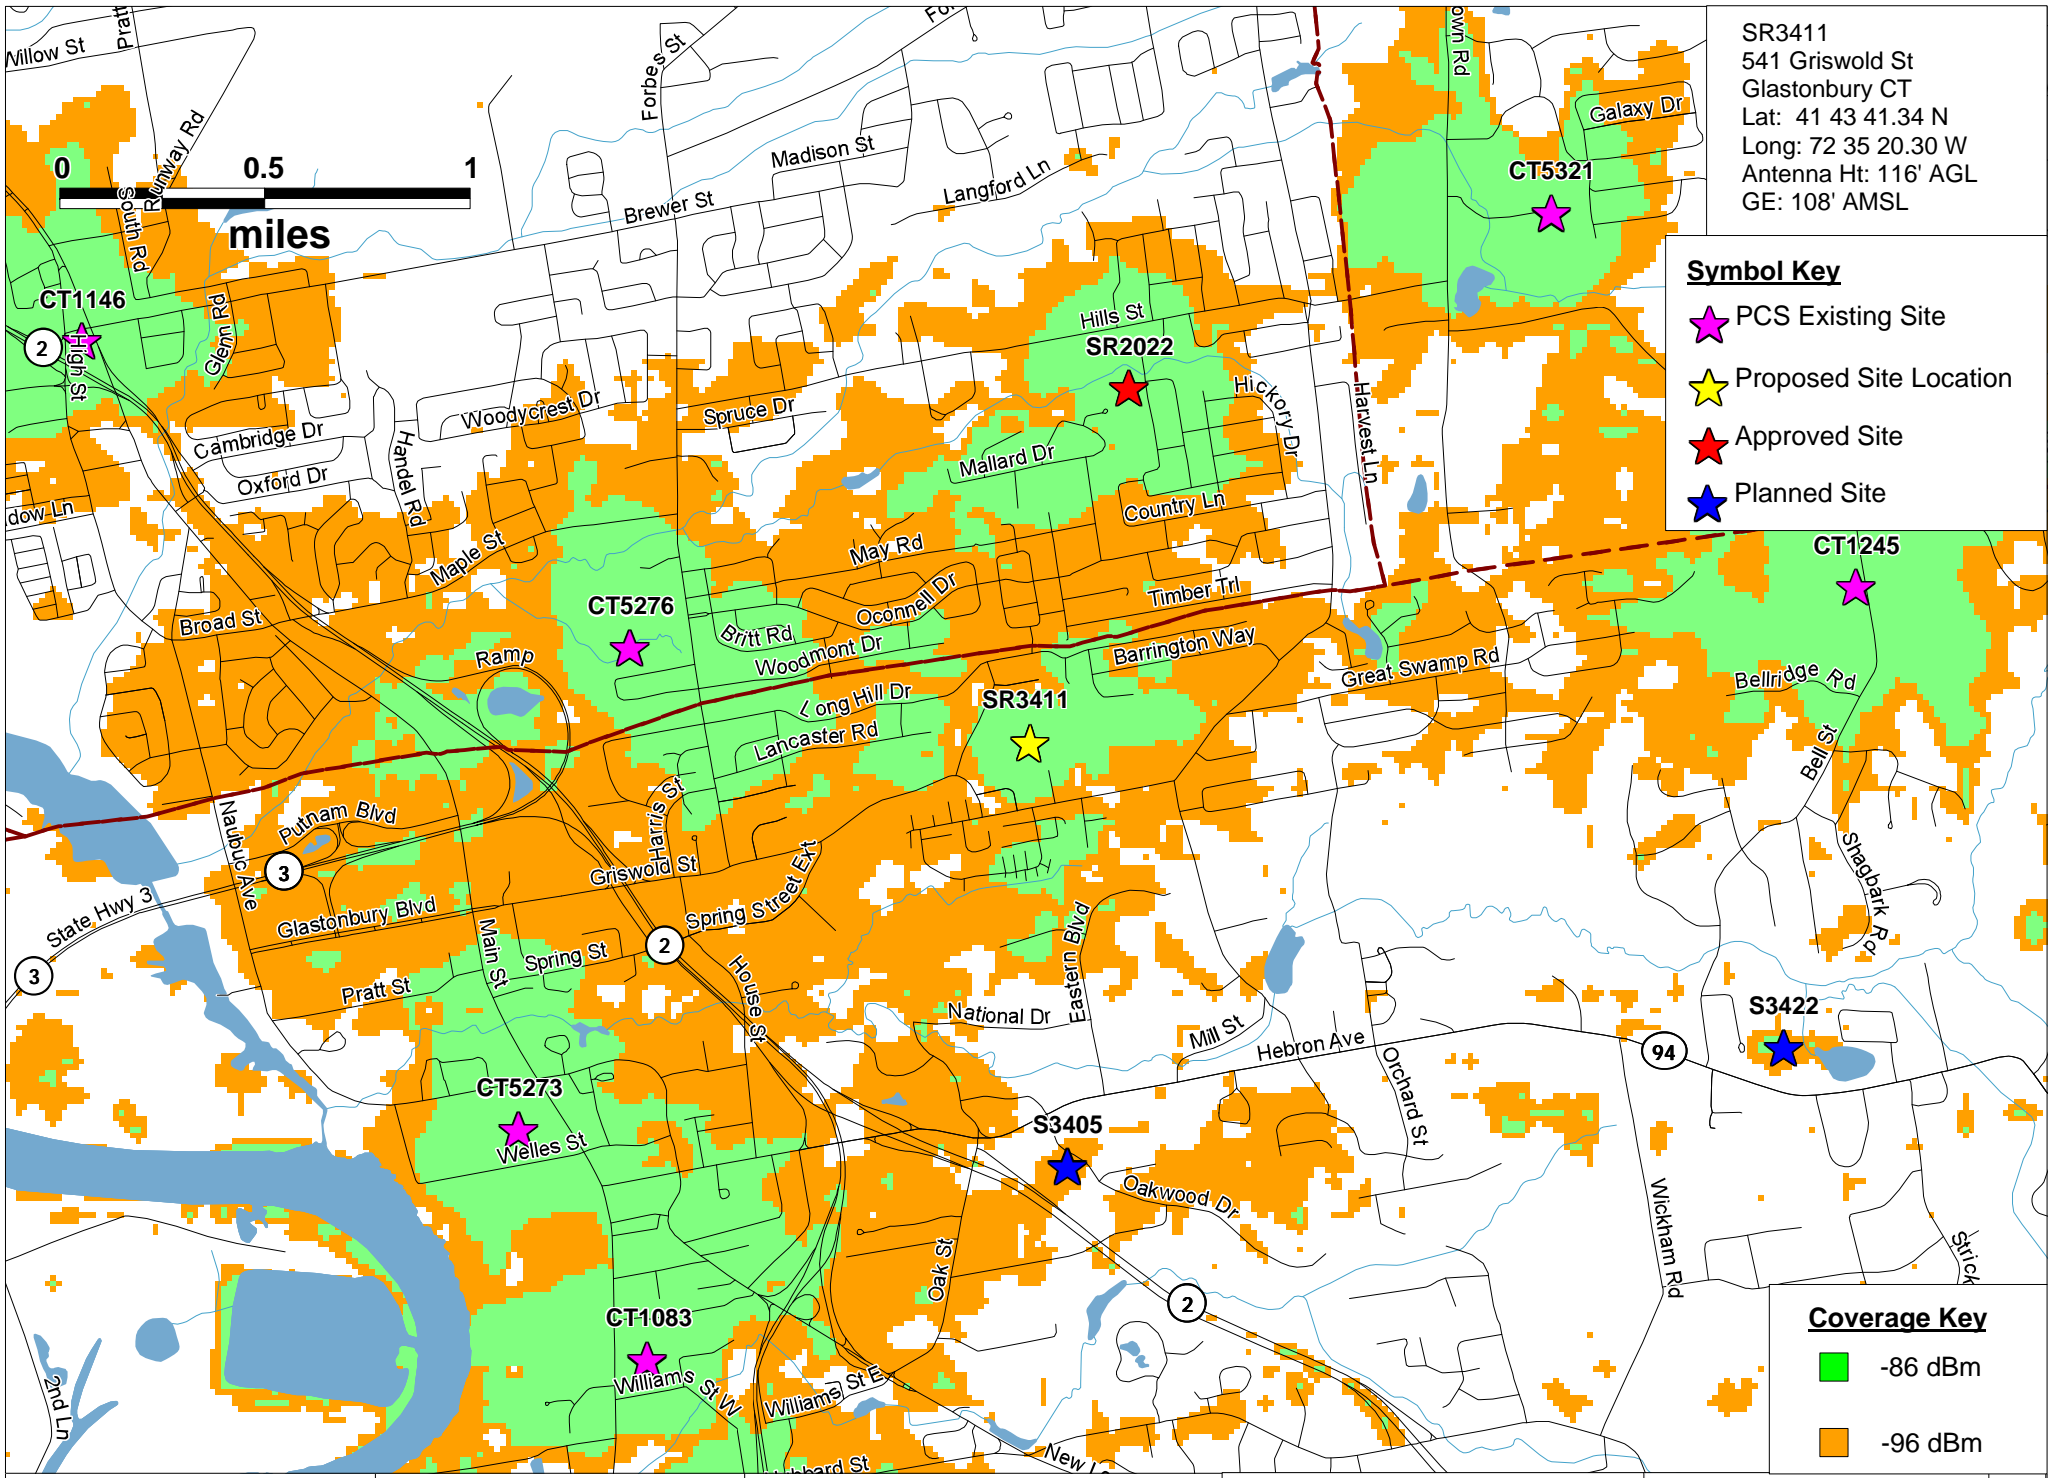 Willow St
Forbes St
SR3411
541 Griswold St
Glastonbury CT
Lat: 41 43 41.34 N
Long: 72 35 20.30 W
Antenna Ht: 116' AGL
GE: 108' AMSL
Galaxy Dr
Runway Rd
South Rd
0 0.5 1
miles
Madison St
Langford Ln
Brewer St
CT5321
Symbol Key
PCS Existing Site
Proposed Site Location
Approved Site
Planned Site
CT1146
2
High St
Glenn Rd
Hills St
SR2022
Hickory Dr
Harvest Ln
Woodycrest Dr
Spruce Dr
Cambridge Dr
Oxford Dr
Handel Rd
Mallard Dr
Country Ln
Maple St
May Rd
CT1245
Oconnell Dr
Timber Trl
CT5276
Broad St
Britt Rd
Woodmont Dr
Barrington Way
Ramp
Great Swamp Rd
Bellridge Rd
Long Hill Dr
SR3411
Lancaster Rd
Bell St
Harris St
Putnam Blvd
Naubuc Ave
3
Griswold St
Spring Street Ext
Shagbark Rd
State Hwy 3
Glastonbury Blvd
Main St
Spring St
2
3
Pratt St
House St
Eastern Blvd
National Dr
Mill St
Hebron Ave
94
S3422
Orchard St
CT5273
Welles St
S3405
Oakwood Dr
Wickham Rd
Oak St
2
CT1083
Williams St W
Williams St E
2nd Ln
Coverage Key
-86 dBm
-96 dBm